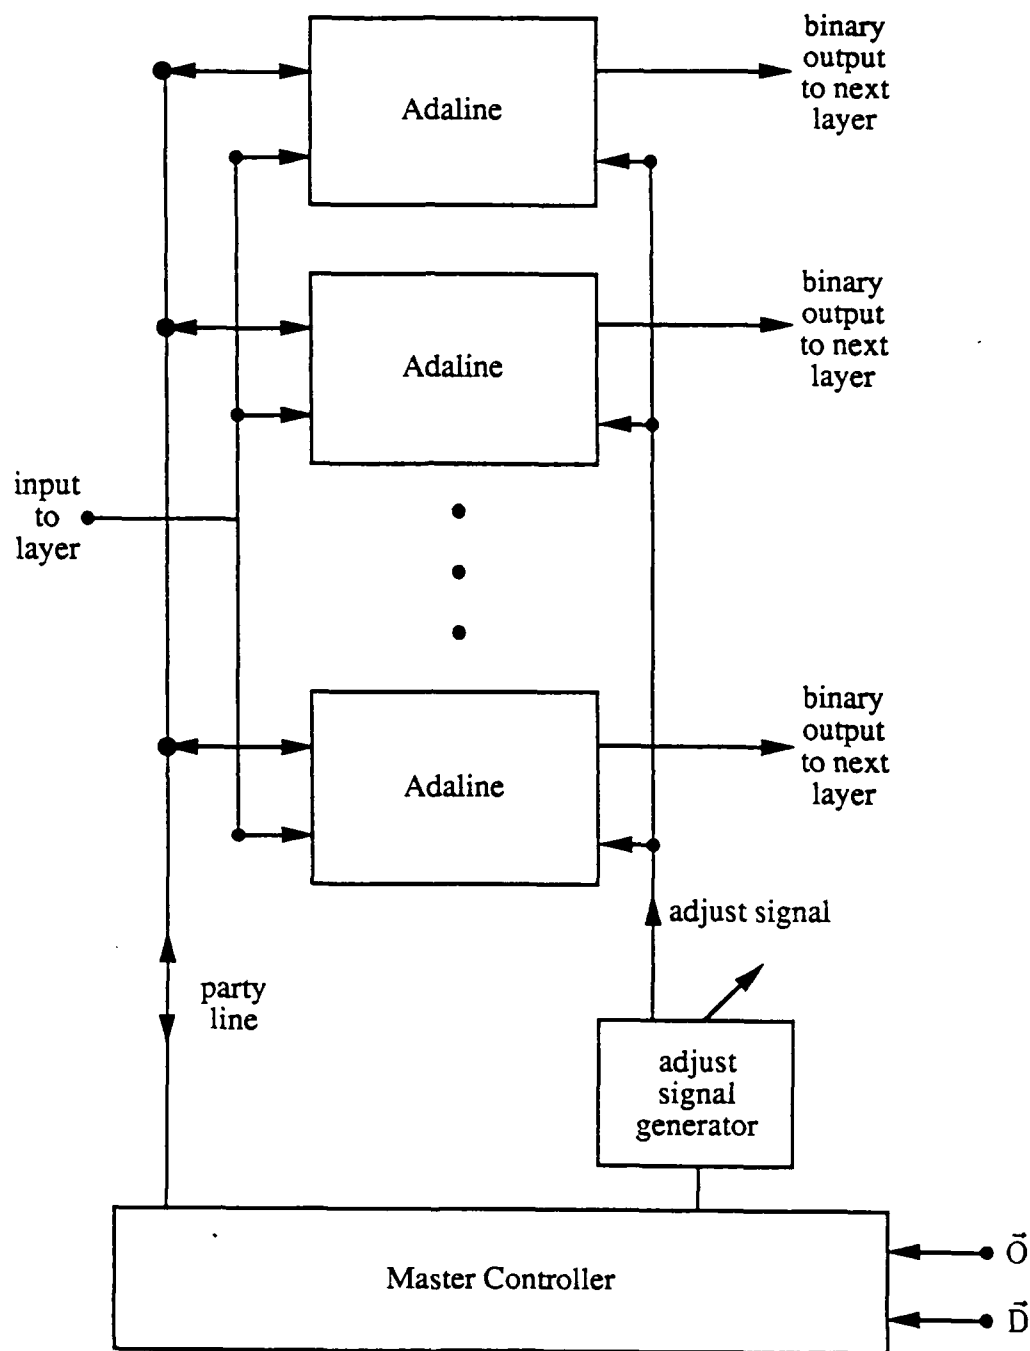 binary
output
to next
layer
Adaline
binary
output
to next
layer
Adaline
input
to
layer
binary
output
to next
layer
Adaline
adjust signal
party
line
adjust
signal
generator
Master Controller
O⃗
D⃗